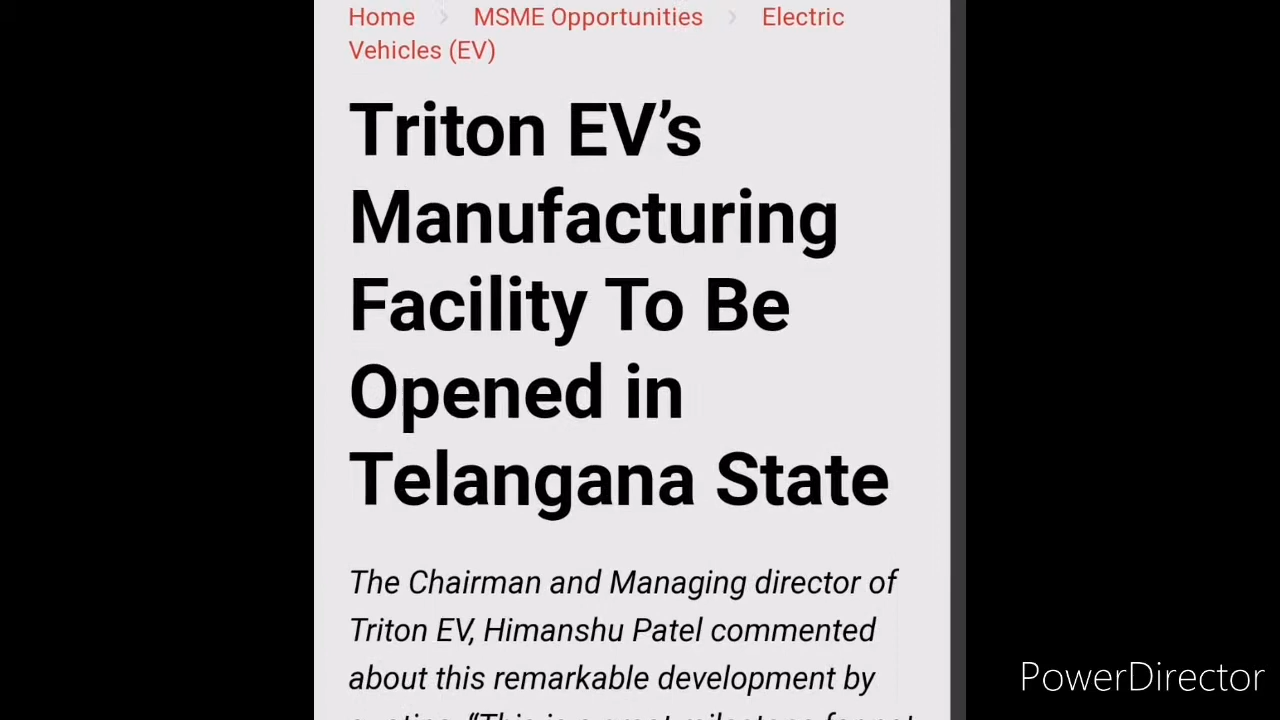 Home > MSME Opportunities > Electric
Vehicles (EV)
Triton EV’s
Manufacturing
Facility To Be
Opened in
Telangana State
The Chairman and Managing director of
Triton EV, Himanshu Patel commented
about this remarkable development by
PowerDirector